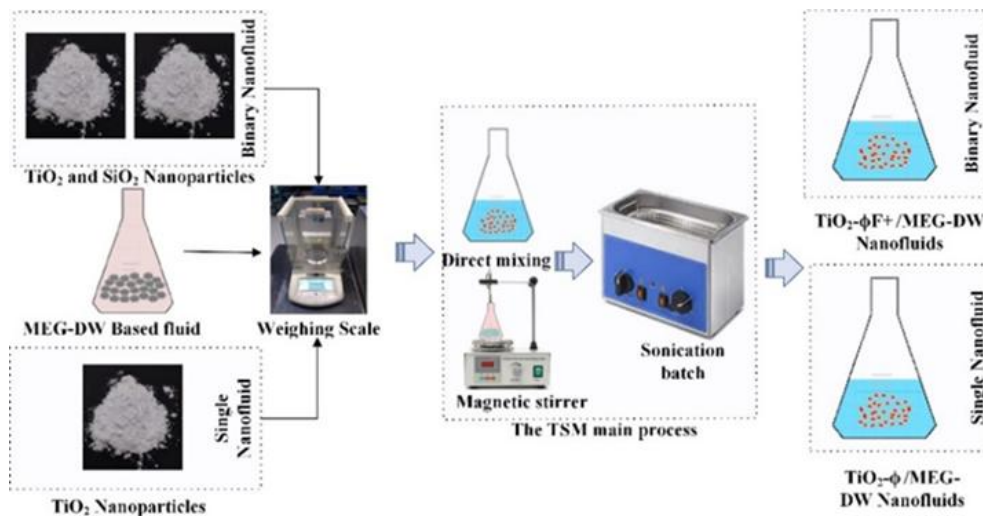 Binary Nanofluid
TiO₂ and SiO₂ Nanoparticles
MEG-DW Based fluid
Weighing Scale
Single
Nanofluid
TiO₂ Nanoparticles
Direct mixing
Magnetic stirrer
Sonication
batch
The TSM main process
Binary Nanofluid
TiO₂-ϕF+/MEG-DW
Nanofluids
Single Nanofluid
TiO₂-ϕ/MEG-
DW Nanofluids